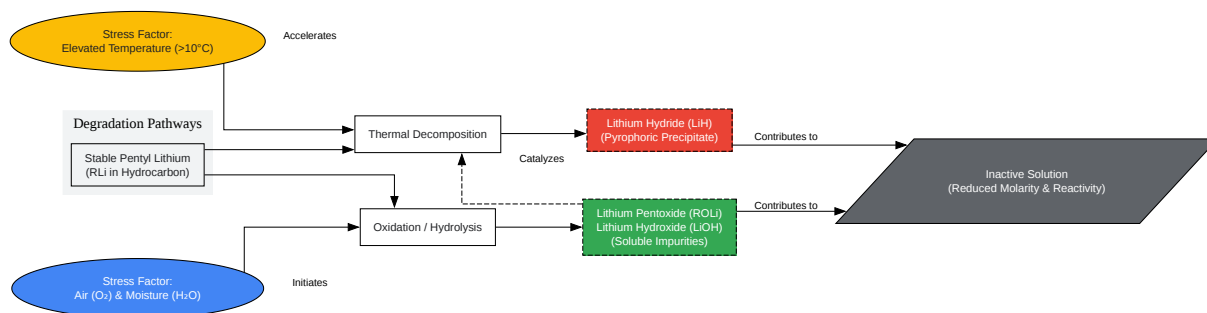 Stress Factor:
Elevated Temperature (>10°C)
Accelerates
Degradation Pathways
Stable Pentyl Lithium
(RLi in Hydrocarbon)
Thermal Decomposition
Catalyzes
Lithium Hydride (LiH)
(Pyrophoric Precipitate)
Contributes to
Inactive Solution
(Reduced Molarity & Reactivity)
Oxidation / Hydrolysis
Lithium Pentoxide (ROLi)
Lithium Hydroxide (LiOH)
(Soluble Impurities)
Contributes to
Stress Factor:
Air (O₂) & Moisture (H₂O)
Initiates